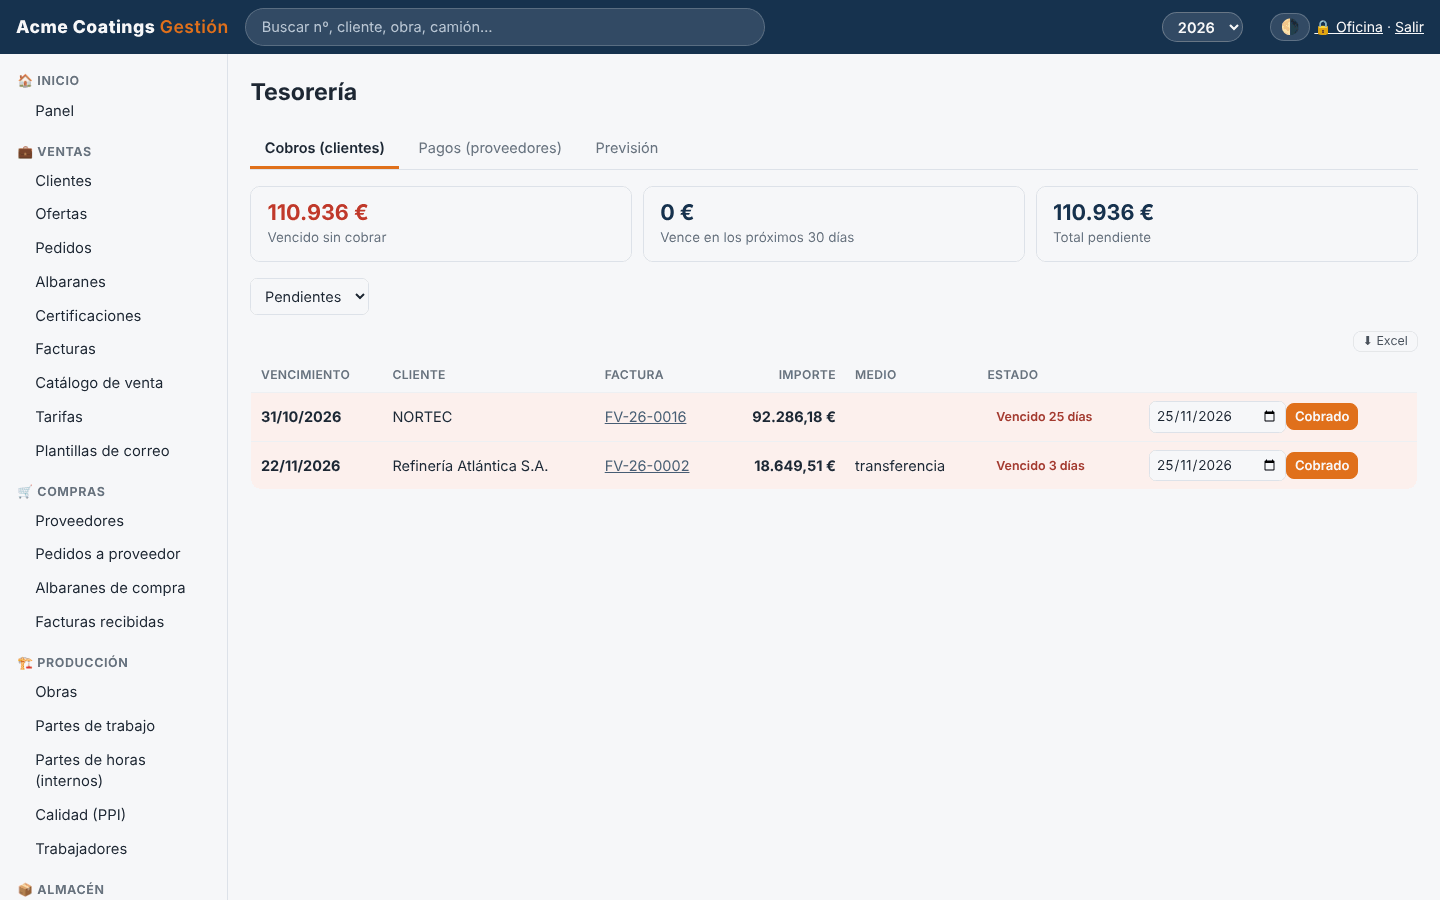 Acme Coatings Gestión
Buscar nº, cliente, obra, camión...
2026
Oficina · Salir
INICIO
Panel
VENTAS
Clientes
Ofertas
Pedidos
Albaranes
Certificaciones
Facturas
Catálogo de venta
Tarifas
Plantillas de correo
COMPRAS
Proveedores
Pedidos a proveedor
Albaranes de compra
Facturas recibidas
PRODUCCIÓN
Obras
Partes de trabajo
Partes de horas
(internos)
Calidad (PPI)
Trabajadores
ALMACÉN
Tesorería
Cobros (clientes) Pagos (proveedores) Previsión
110.936 €
Vencido sin cobrar
0 €
Vence en los próximos 30 días
110.936 €
Total pendiente
Pendientes
⬇ Excel
VENCIMIENTO CLIENTE FACTURA IMPORTE MEDIO ESTADO
31/10/2026 NORTEC FV-26-0016 92.286,18 € Vencido 25 días 25/11/2026 Cobrado
22/11/2026 Refinería Atlántica S.A. FV-26-0002 18.649,51 € transferencia Vencido 3 días 25/11/2026 Cobrado